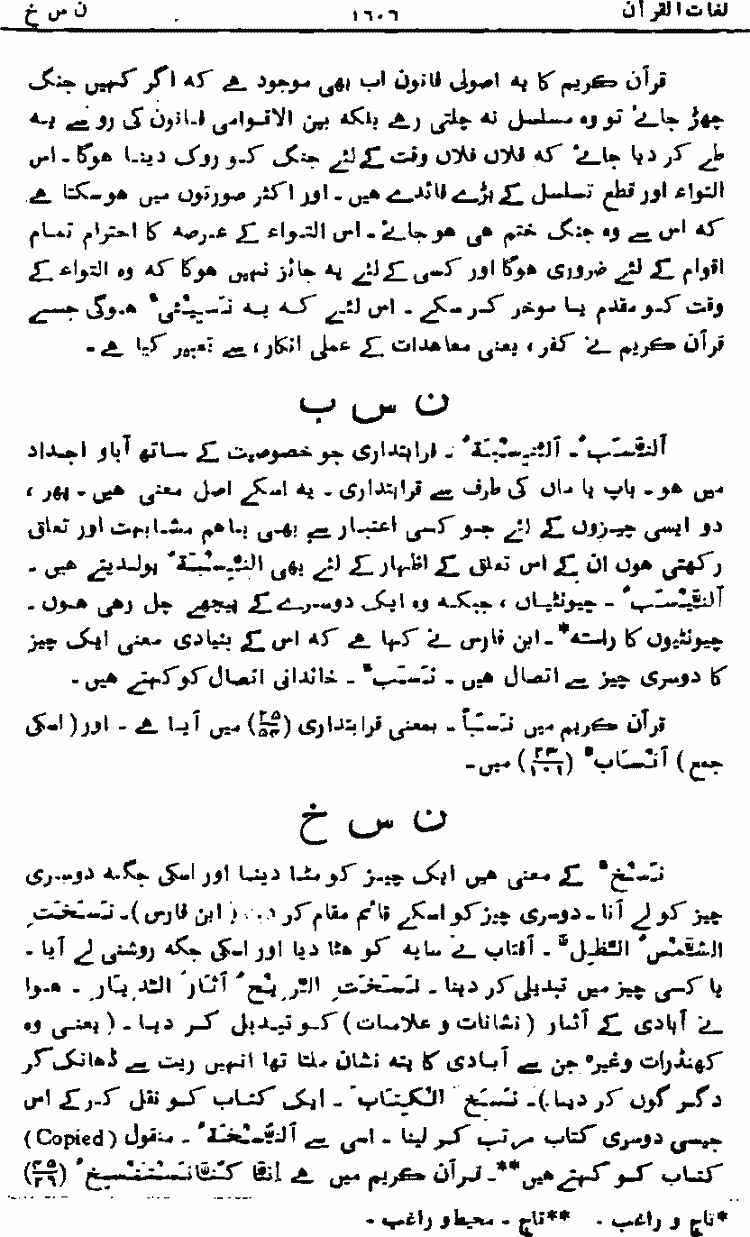 لغات القرآن ۱۶۰۶ ن س خ
قرآن کریم کا یہ اصولی قانون اب بھی موجود ہے کہ اگر کہیں جنگ
چھڑ جائے تو وہ مسلسل نہ چلتی رہے بلکہ بین الاقوامی قانون کی رو سے یہ
طے کر دیا جائے کہ فلاں فلاں وقت کے لئے جنگ کو روک دینا ہوگا ۔ اس
التواء اور قطع تسلسل کے بڑے فائدے ہیں ۔ اور اکثر صورتوں میں ہو سکتا ہے
کہ اس سے وہ جنگ ختم ہی ہو جائے ۔ اس التواء کے عرصہ کا احترام تمام
اقوام کے لئے ضروری ہوگا اور کسی کے لئے یہ جائز نہیں ہوگا کہ وہ التواء کے
وقت کو مقدم یا موخر کر سکے ۔ اس لئے کہ یہ نَسِیْئیٌ ہوگی جسے
قرآن کریم نے کفر ، یعنی معاہدات کے عملی انکار، سے تعبیر کیا ہے ۔
ن س ب
اَلنَّسَبُ ۔ اَلنِّسْبَۃُ ۔ قرابتداری جو خصوصیت کے ساتھ آباو اجداد
میں ہو ۔ باپ یا ماں کی طرف سے قرابتداری ۔ یہ اسکے اصل معنی ہیں ۔ پھر ،
دو ایسی چیزوں کے لئے جو کسی اعتبار سے بھی باہم مشابہت اور تعلق
رکھتی ہوں ان کے اس تعلق کے اظہار کے لئے بھی النِّسْبَۃُ بولدیتے ہیں ۔
اَلنَّیْسَبُ ۔ چیونٹیاں ، جبکہ وہ ایک دوسرے کے پیچھے چل رہی ہوں ۔
چیونٹیوں کا راستہ* ۔ ابن فارس نے کہا ہے کہ اس کے بنیادی معنی ایک چیز
کا دوسری چیز سے اتصال ہیں ۔ نَسَبٌ ۔ خاندانی اتصال کو کہتے ہیں ۔
قرآن کریم میں نَسَباً ۔ بمعنی قرابتداری (۲۵/۵۴) میں آیا ہے ۔ اور ( اسکی
جمع ) اَنْسَابٌ (۲۳/۱۰۱) میں ۔
ن س خ
نَسْخٌ کے معنی ہیں ایک چیز کو مٹا دینا اور اسکی جگہ دوسری
چیز کو لے آنا ۔ دوسری چیز کو اسکے قائم مقام کر دینا ( ابن فارس ) ۔ نَسَخَتِ
الشَّمْسُ الظِّلَّ ۔ آفتاب نے سایہ کو ہٹا دیا اور اسکی جگہ روشنی لے آیا ۔
یا کسی چیز میں تبدیلی کر دینا ۔ نَسَخَتِ الرِّیْحُ اٰثَارَ الدِّیَارِ ۔ ہوا
نے آبادی کے آثار ( نشانات و علامات ) کو تبدیل کر دیا ۔ ( یعنی وہ
کھنڈرات وغیرہ جن سے آبادی کا پتہ نشان ملتا تھا انہیں ریت سے ڈھانک کر
دگر گوں کر دیا ) ۔ نَسَخَ الْکِتَابَ ۔ ایک کتاب کو نقل کر کے اس
جیسی دوسری کتاب مرتب کر لینا ۔ اسی سے اَلنُّسْخَۃُ ۔ منقول ( Copied )
کتاب کو کہتے ہیں** ۔ قرآن کریم میں ہے اِنَّا کُنَّا نَسْتَنْسِخُ (۴۵/۲۹)
*تاج و راغب ۔ **تاج ۔ محیط و راغب ۔